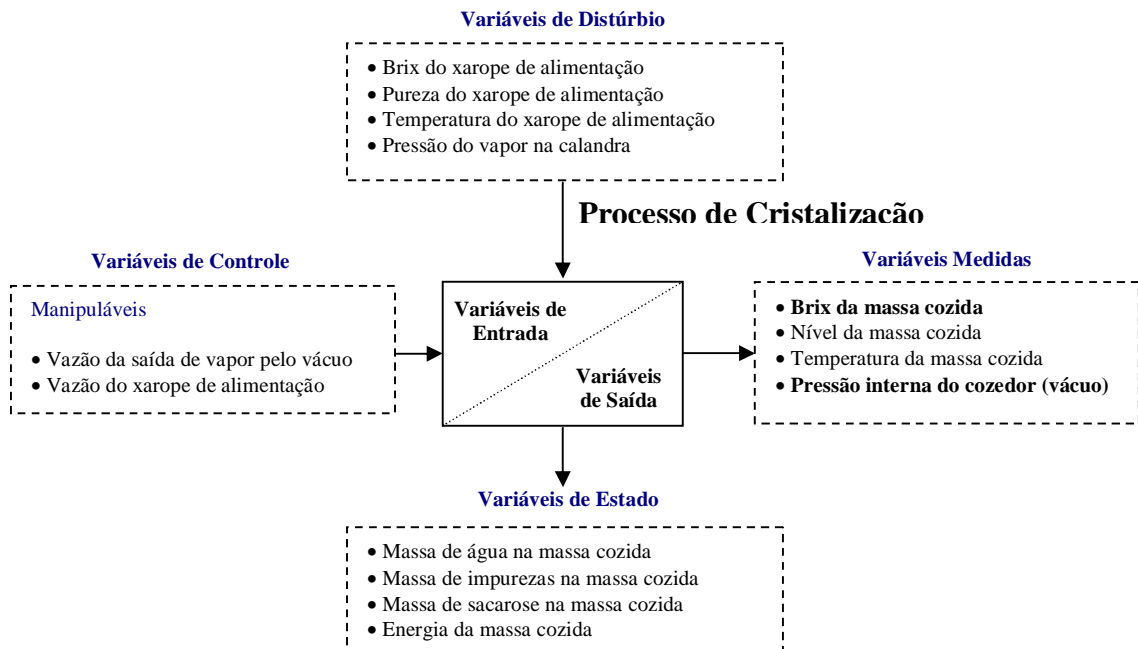 Variáveis de Distúrbio
• Brix do xarope de alimentação
• Pureza do xarope de alimentação
• Temperatura do xarope de alimentação
• Pressão do vapor na calandra
Processo de Cristalização
Variáveis de Controle
Manipuláveis
• Vazão da saída de vapor pelo vácuo
• Vazão do xarope de alimentação
Variáveis de
Entrada
Variáveis
de Saída
Variáveis Medidas
• Brix da massa cozida
• Nível da massa cozida
• Temperatura da massa cozida
• Pressão interna do cozedor (vácuo)
Variáveis de Estado
• Massa de água na massa cozida
• Massa de impurezas na massa cozida
• Massa de sacarose na massa cozida
• Energia da massa cozida